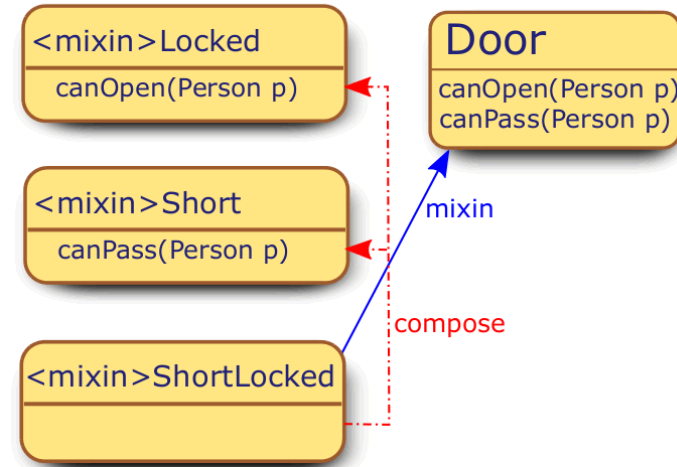 <mixin>Locked
canOpen(Person p)
Door
canOpen(Person p)
canPass(Person p)
<mixin>Short
canPass(Person p)
mixin
compose
<mixin>ShortLocked